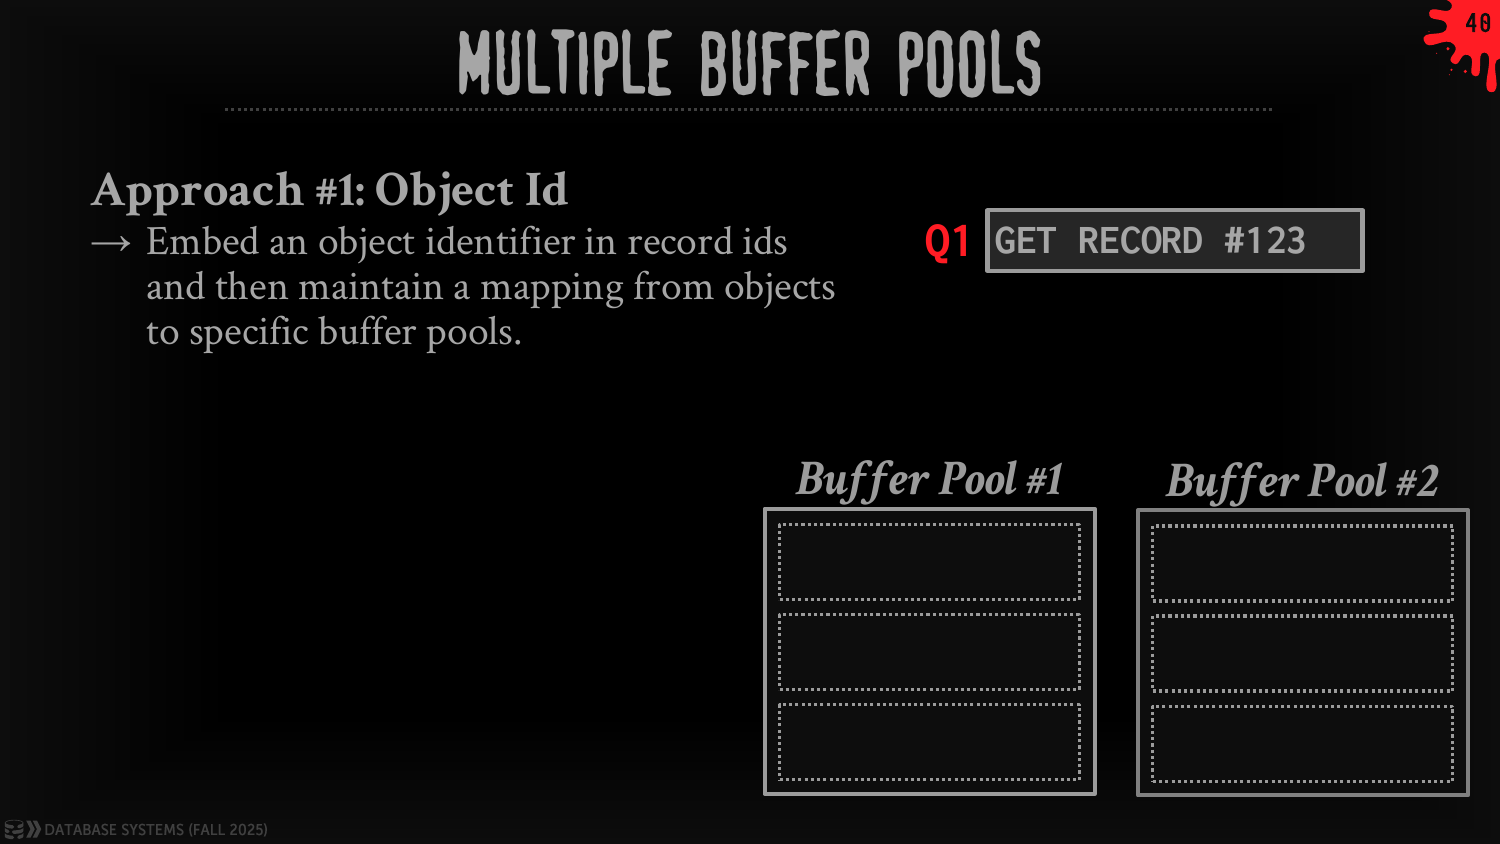 40
MULTIPLE BUFFER POOLS
Approach #1: Object Id
→ Embed an object identifier in record ids
and then maintain a mapping from objects
to specific buffer pools.
Q1 GET RECORD #123
Buffer Pool #1
Buffer Pool #2
DATABASE SYSTEMS (FALL 2025)